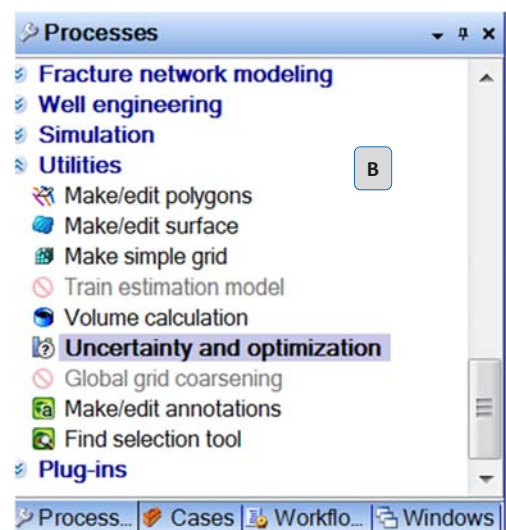 Processes
Fracture network modeling
Well engineering
Simulation
Utilities
B
Make/edit polygons
Make/edit surface
Make simple grid
Train estimation model
Volume calculation
Uncertainty and optimization
Global grid coarsening
Make/edit annotations
Find selection tool
Plug-ins
Process... Cases Workflo... Windows